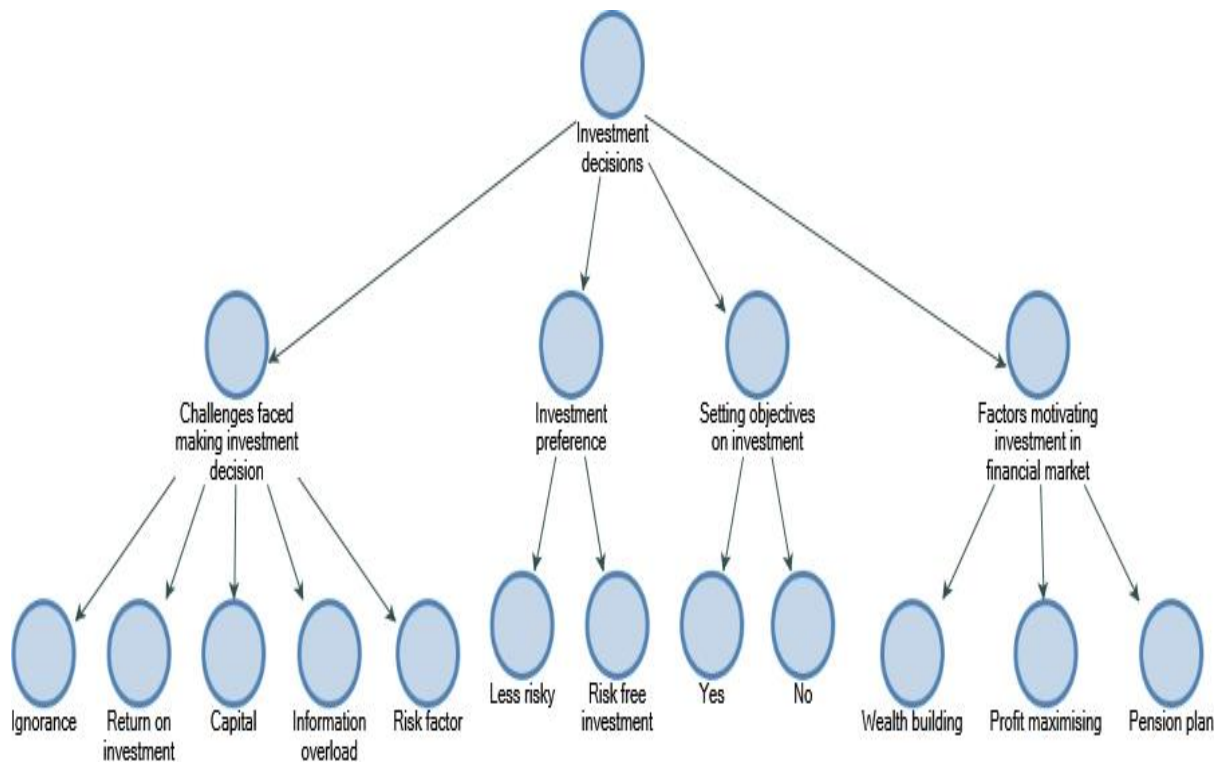 Investment
decisions
Challenges faced
making investment
decision
Investment
preference
Setting objectives
on investment
Factors motivating
investment in
financial market
Ignorance
Return on
investment
Capital
Information
overload
Risk factor
Less risky
Risk free
investment
Yes
No
Wealth building
Profit maximising
Pension plan